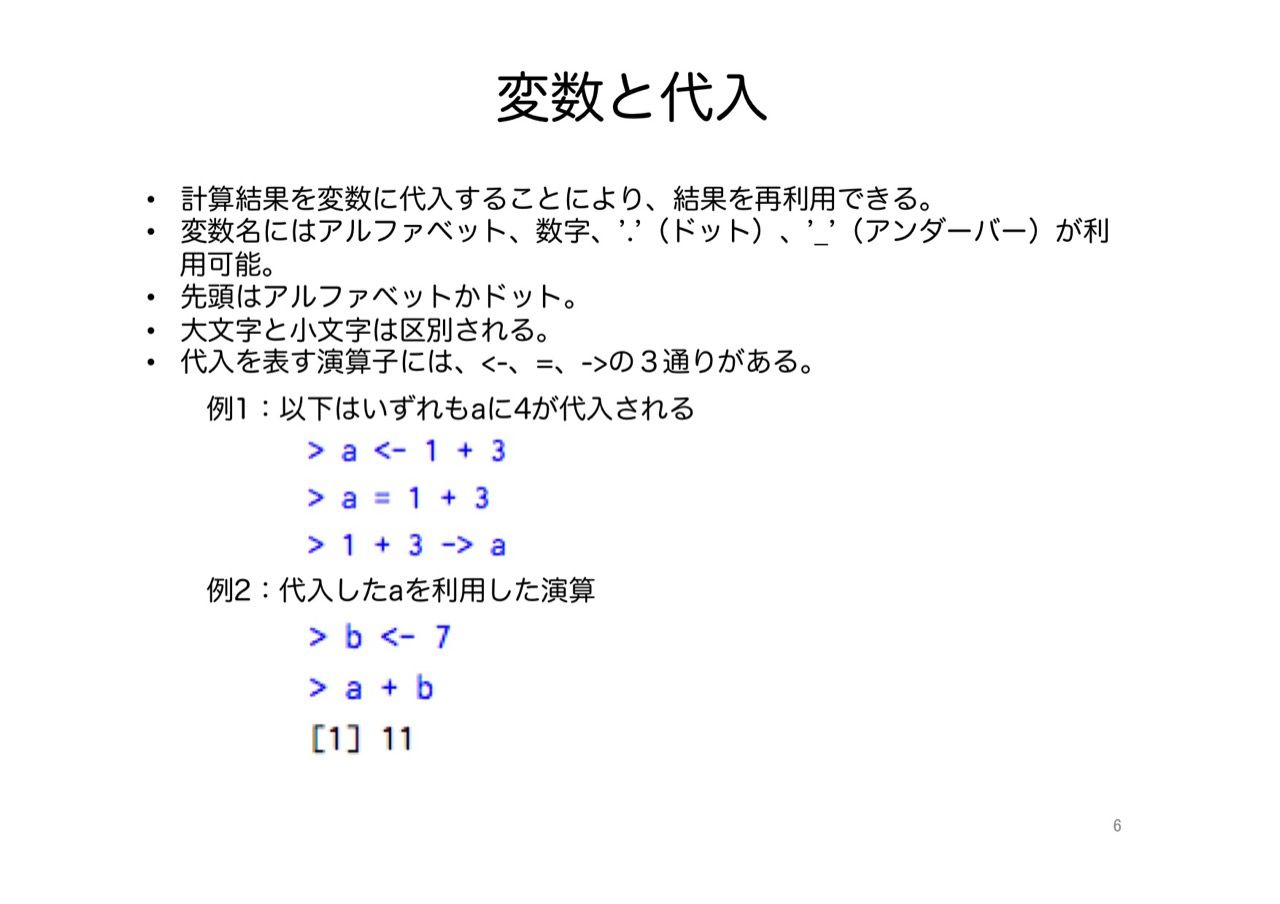 変数と代入
• 計算結果を変数に代入することにより、結果を再利用できる。
• 変数名にはアルファベット、数字、’.’（ドット）、’_’（アンダーバー）が利
用可能。
• 先頭はアルファベットかドット。
• 大文字と小文字は区別される。
• 代入を表す演算子には、<-、=、->の３通りがある。
例1：以下はいずれもaに4が代入される
> a <- 1 + 3
> a = 1 + 3
> 1 + 3 -> a
例2：代入したaを利用した演算
> b <- 7
> a + b
[1] 11
6